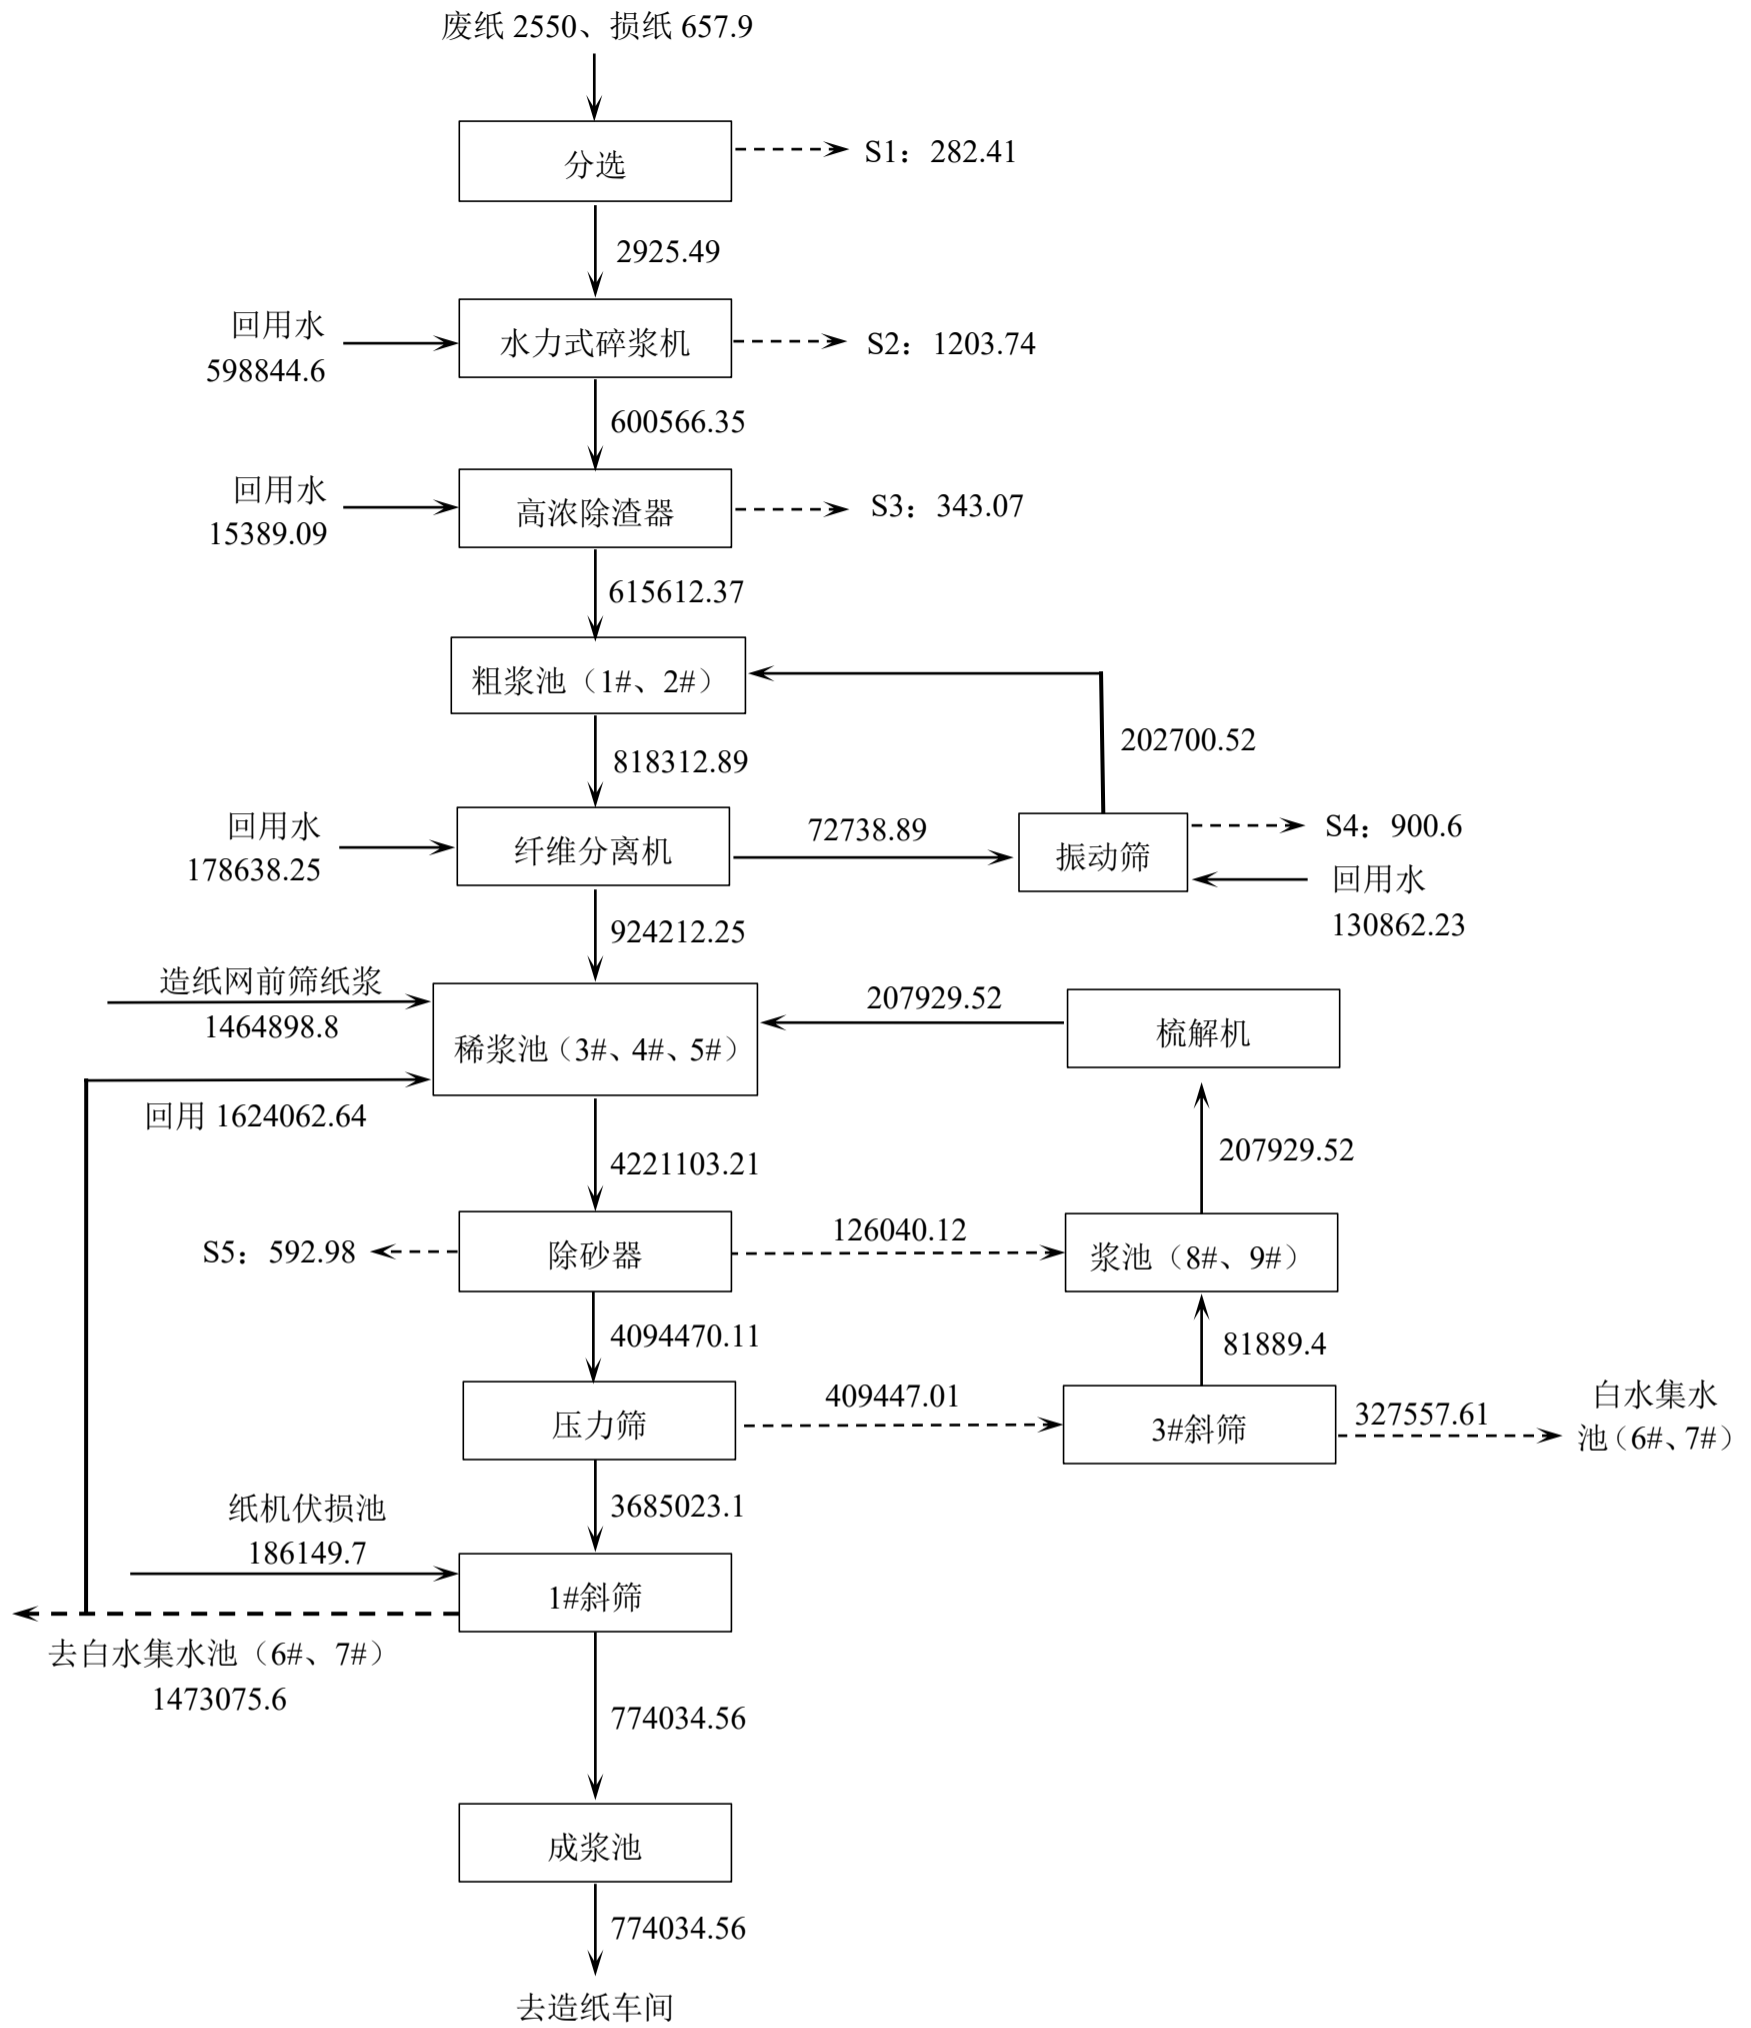 废纸 2550、损纸 657.9
分选
S1：282.41
2925.49
回用水
598844.6
水力式碎浆机
S2：1203.74
600566.35
回用水
15389.09
高浓除渣器
S3：343.07
615612.37
粗浆池（1#、2#）
202700.52
818312.89
回用水
178638.25
纤维分离机
72738.89
振动筛
S4：900.6
回用水
130862.23
924212.25
造纸网前筛纸浆
1464898.8
稀浆池（3#、4#、5#）
207929.52
梳解机
回用 1624062.64
4221103.21
207929.52
S5：592.98
除砂器
126040.12
浆池（8#、9#）
4094470.11
81889.4
压力筛
409447.01
3#斜筛
327557.61
白水集水
池（6#、7#）
3685023.1
纸机伏损池
186149.7
1#斜筛
去白水集水池（6#、7#）
1473075.6
774034.56
成浆池
774034.56
去造纸车间